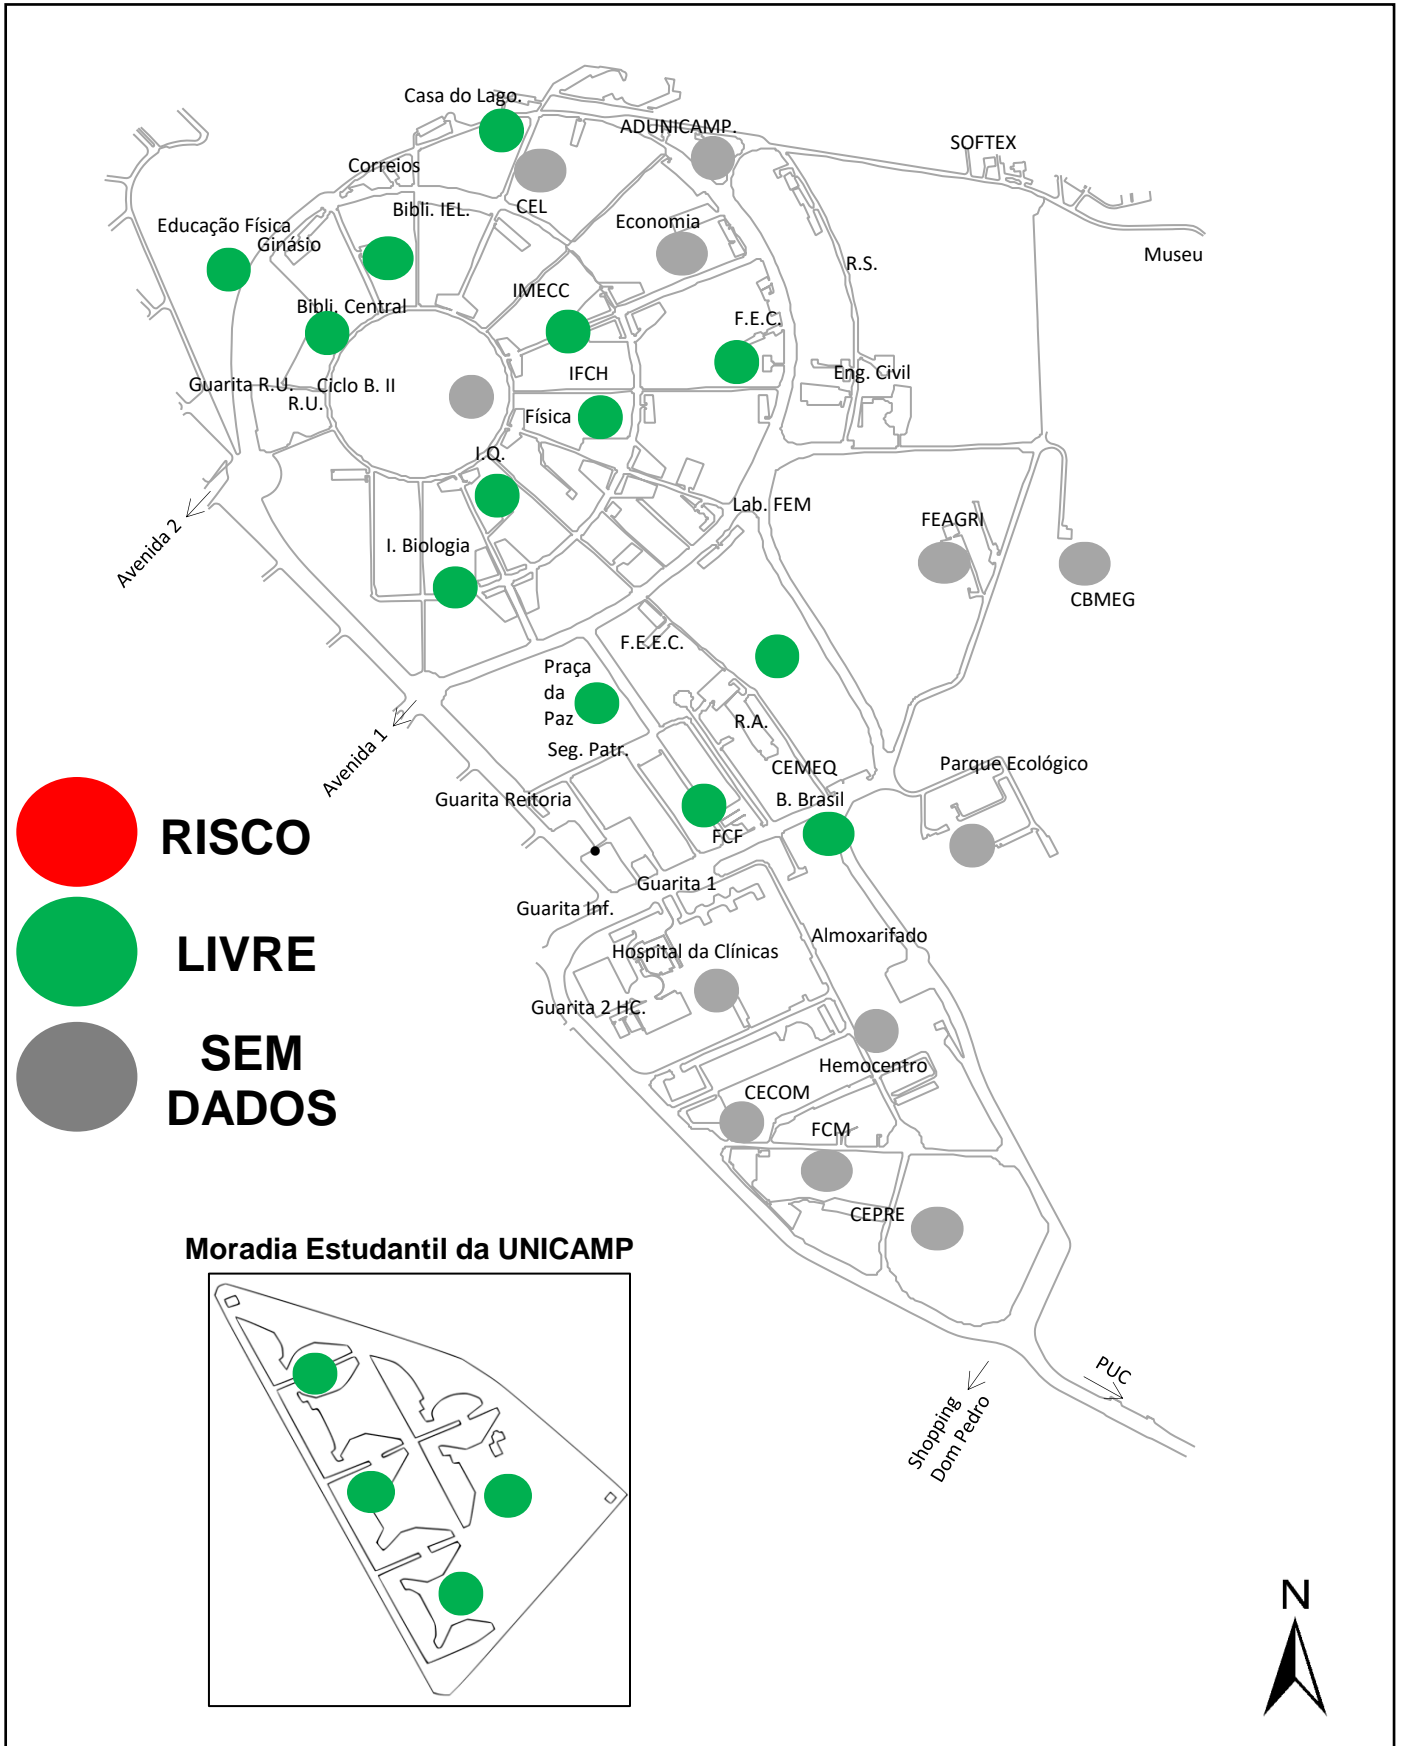 Casa do Lago.
ADUNICAMP.
SOFTEX
Correios
Bibli. IEL.
CEL
Economia
Educação Física
Ginásio
Museu
R.S.
IMECC
Bibli. Central
F.E.C.
IFCH
Eng. Civil
Guarita R.U.
Ciclo B. II
R.U.
Física
I.Q.
Lab. FEM
FEAGRI
Avenida 2
I. Biologia
CBMEG
F.E.E.C.
Praça
da
Paz
R.A.
Avenida 1
Seg. Patr.
CEMEQ
Parque Ecológico
Guarita Reitoria
B. Brasil
FCF
RISCO
Guarita 1
Guarita Inf.
LIVRE
Almoxarifado
Hospital da Clínicas
Guarita 2 HC.
SEM
DADOS
Hemocentro
CECOM
FCM
CEPRE
Moradia Estudantil da UNICAMP
PUC
Shopping
Dom Pedro
N